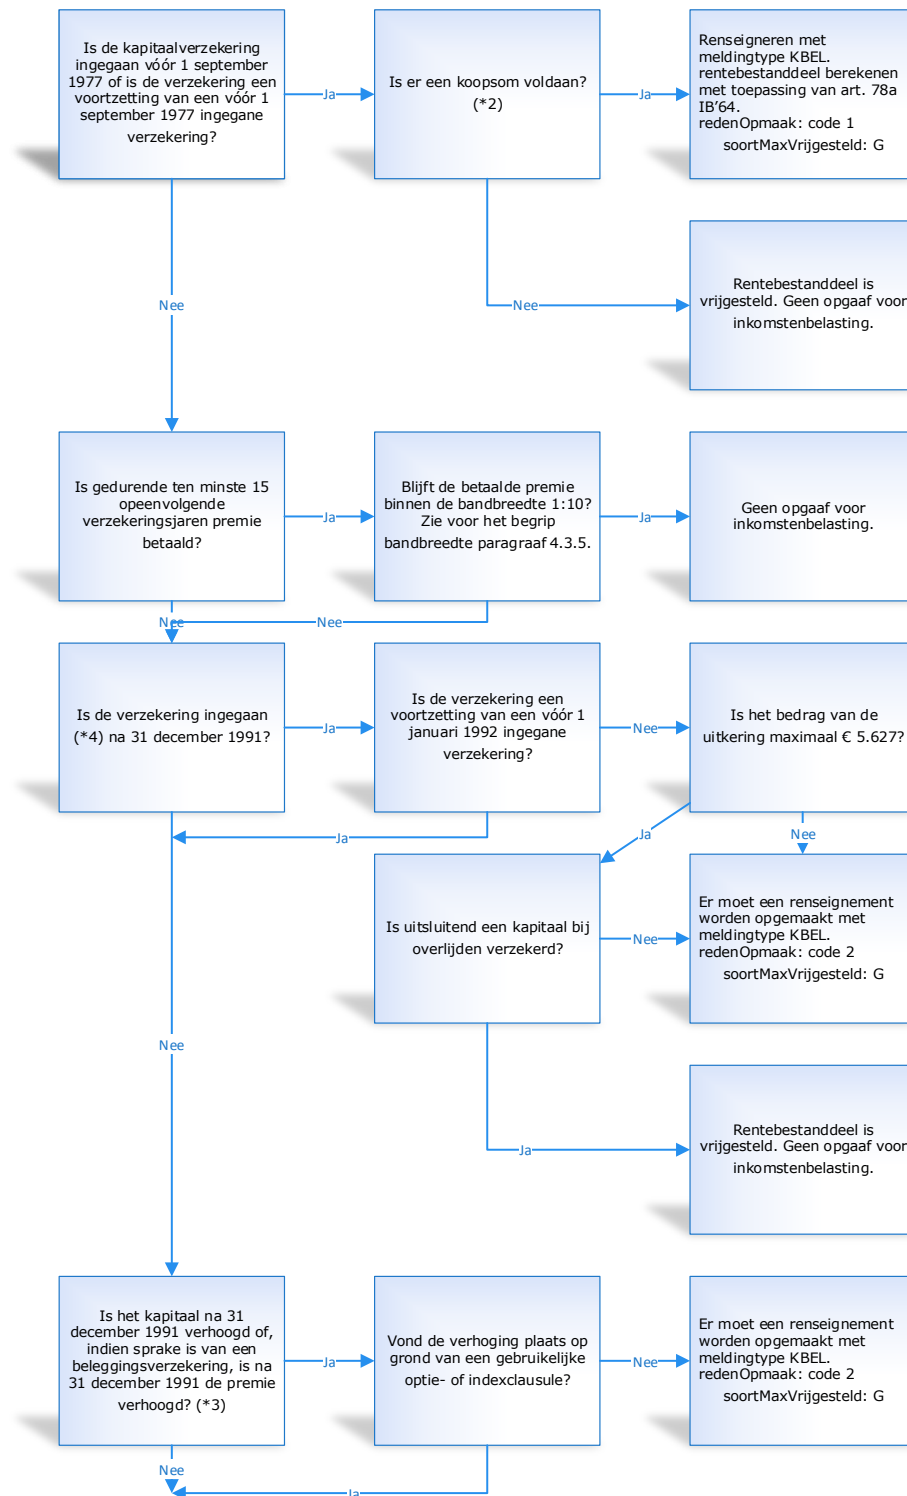 Is de kapitaalverzekering
ingegaan vóór 1 september
1977 of is de verzekering een
voortzetting van een vóór 1
september 1977 ingegane
verzekering?
Ja
Is er een koopsom voldaan?
(*2)
Ja
Renseigneren met
meldingtype KBEL.
rentebestanddeel berekenen
met toepassing van art. 78a
IB'64.
redenOpmaak: code 1
soortMaxVrijgesteld: G
Nee
Nee
Rentebestanddeel is
vrijgesteld. Geen opgaaf voor
inkomstenbelasting.
Is gedurende ten minste 15
opeenvolgende
verzekeringsjaren premie
betaald?
Ja
Blijft de betaalde premie
binnen de bandbreedte 1:10?
Zie voor het begrip
bandbreedte paragraaf 4.3.5.
Ja
Geen opgaaf voor
inkomstenbelasting.
Nee
Nee
Is de verzekering ingegaan
(*4) na 31 december 1991?
Ja
Is de verzekering een
voortzetting van een vóór 1
januari 1992 ingegane
verzekering?
Nee
Is het bedrag van de
uitkering maximaal € 5.627?
Ja
Ja
Nee
Is uitsluitend een kapitaal bij
overlijden verzekerd?
Nee
Er moet een renseignement
worden opgemaakt met
meldingtype KBEL.
redenOpmaak: code 2
soortMaxVrijgesteld: G
Nee
Ja
Rentebestanddeel is
vrijgesteld. Geen opgaaf voor
inkomstenbelasting.
Is het kapitaal na 31
december 1991 verhoogd of,
indien sprake is van een
beleggingsverzekering, is na
31 december 1991 de premie
verhoogd? (*3)
Ja
Vond de verhoging plaats op
grond van een gebruikelijke
optie- of indexclausule?
Nee
Er moet een renseignement
worden opgemaakt met
meldingtype KBEL.
redenOpmaak: code 2
soortMaxVrijgesteld: G
Nee
Ja